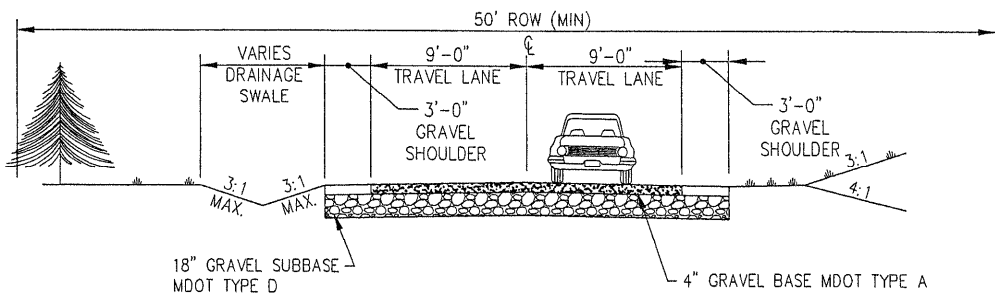 50' ROW (MIN)
℄
VARIES
DRAINAGE
SWALE
9'-0"
TRAVEL LANE
9'-0"
TRAVEL LANE
3'-0"
GRAVEL
SHOULDER
3'-0"
GRAVEL
SHOULDER
3:1
MAX.
3:1
MAX.
3:1
4:1
18" GRAVEL SUBBASE
MDOT TYPE D
4" GRAVEL BASE MDOT TYPE A